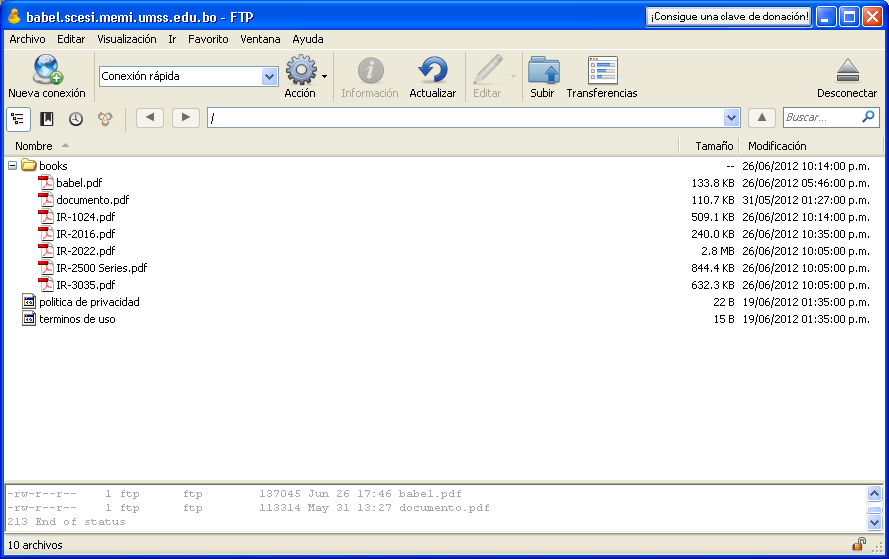 babel.scesi.memi.umss.edu.bo - FTP
¡Consigue una clave de donación!
Archivo Editar Visualización Ir Favorito Ventana Ayuda
Conexión rápida
Nueva conexión Acción Información Actualizar Editar Subir Transferencias Desconectar
/ Buscar...
Nombre Tamaño Modificación
books -- 26/06/2012 10:14:00 p.m.
babel.pdf 133.8 KB 26/06/2012 05:46:00 p.m.
documento.pdf 110.7 KB 31/05/2012 01:27:00 p.m.
IR-1024.pdf 509.1 KB 26/06/2012 10:14:00 p.m.
IR-2016.pdf 240.0 KB 26/06/2012 10:35:00 p.m.
IR-2022.pdf 2.8 MB 26/06/2012 10:05:00 p.m.
IR-2500 Series.pdf 844.4 KB 26/06/2012 10:05:00 p.m.
IR-3035.pdf 632.3 KB 26/06/2012 10:05:00 p.m.
politica de privacidad 22 B 19/06/2012 01:35:00 p.m.
terminos de uso 15 B 19/06/2012 01:35:00 p.m.
-rw-r--r-- 1 ftp ftp 137045 Jun 26 17:46 babel.pdf
-rw-r--r-- 1 ftp ftp 113314 May 31 13:27 documento.pdf
213 End of status
10 archivos